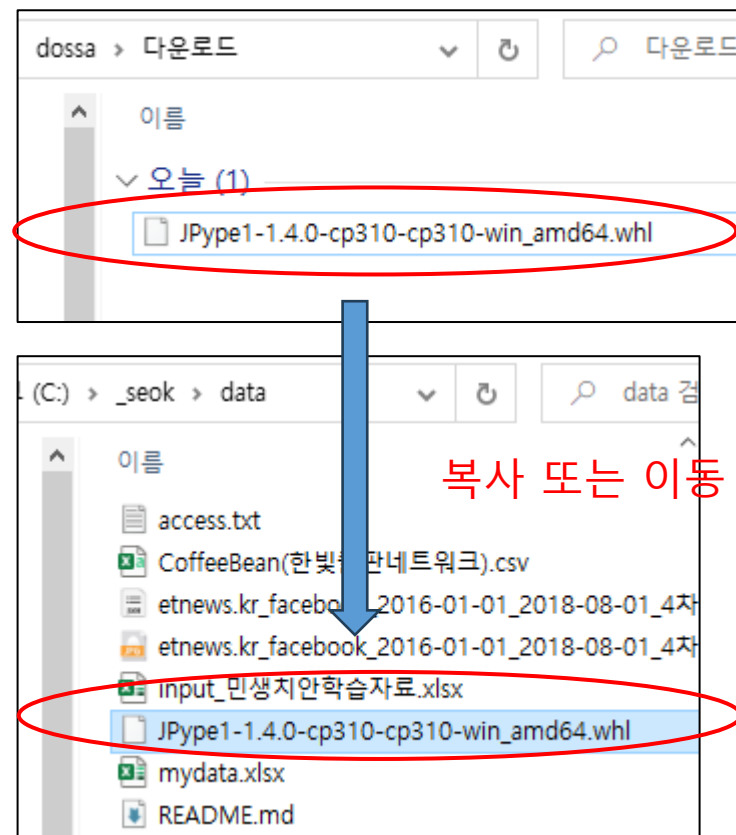 dossa > 다운로드
다운로드
이름
오늘 (1)
JPype1-1.4.0-cp310-cp310-win_amd64.whl
(C:) > _seok > data
data 검
이름
복사 또는 이동
access.txt
CoffeeBean(한빛 판네트워크).csv
etnews.kr_facebook_2016-01-01_2018-08-01_4차
etnews.kr_facebook_2016-01-01_2018-08-01_4차
input_민생치안학습자료.xlsx
JPype1-1.4.0-cp310-cp310-win_amd64.whl
mydata.xlsx
README.md